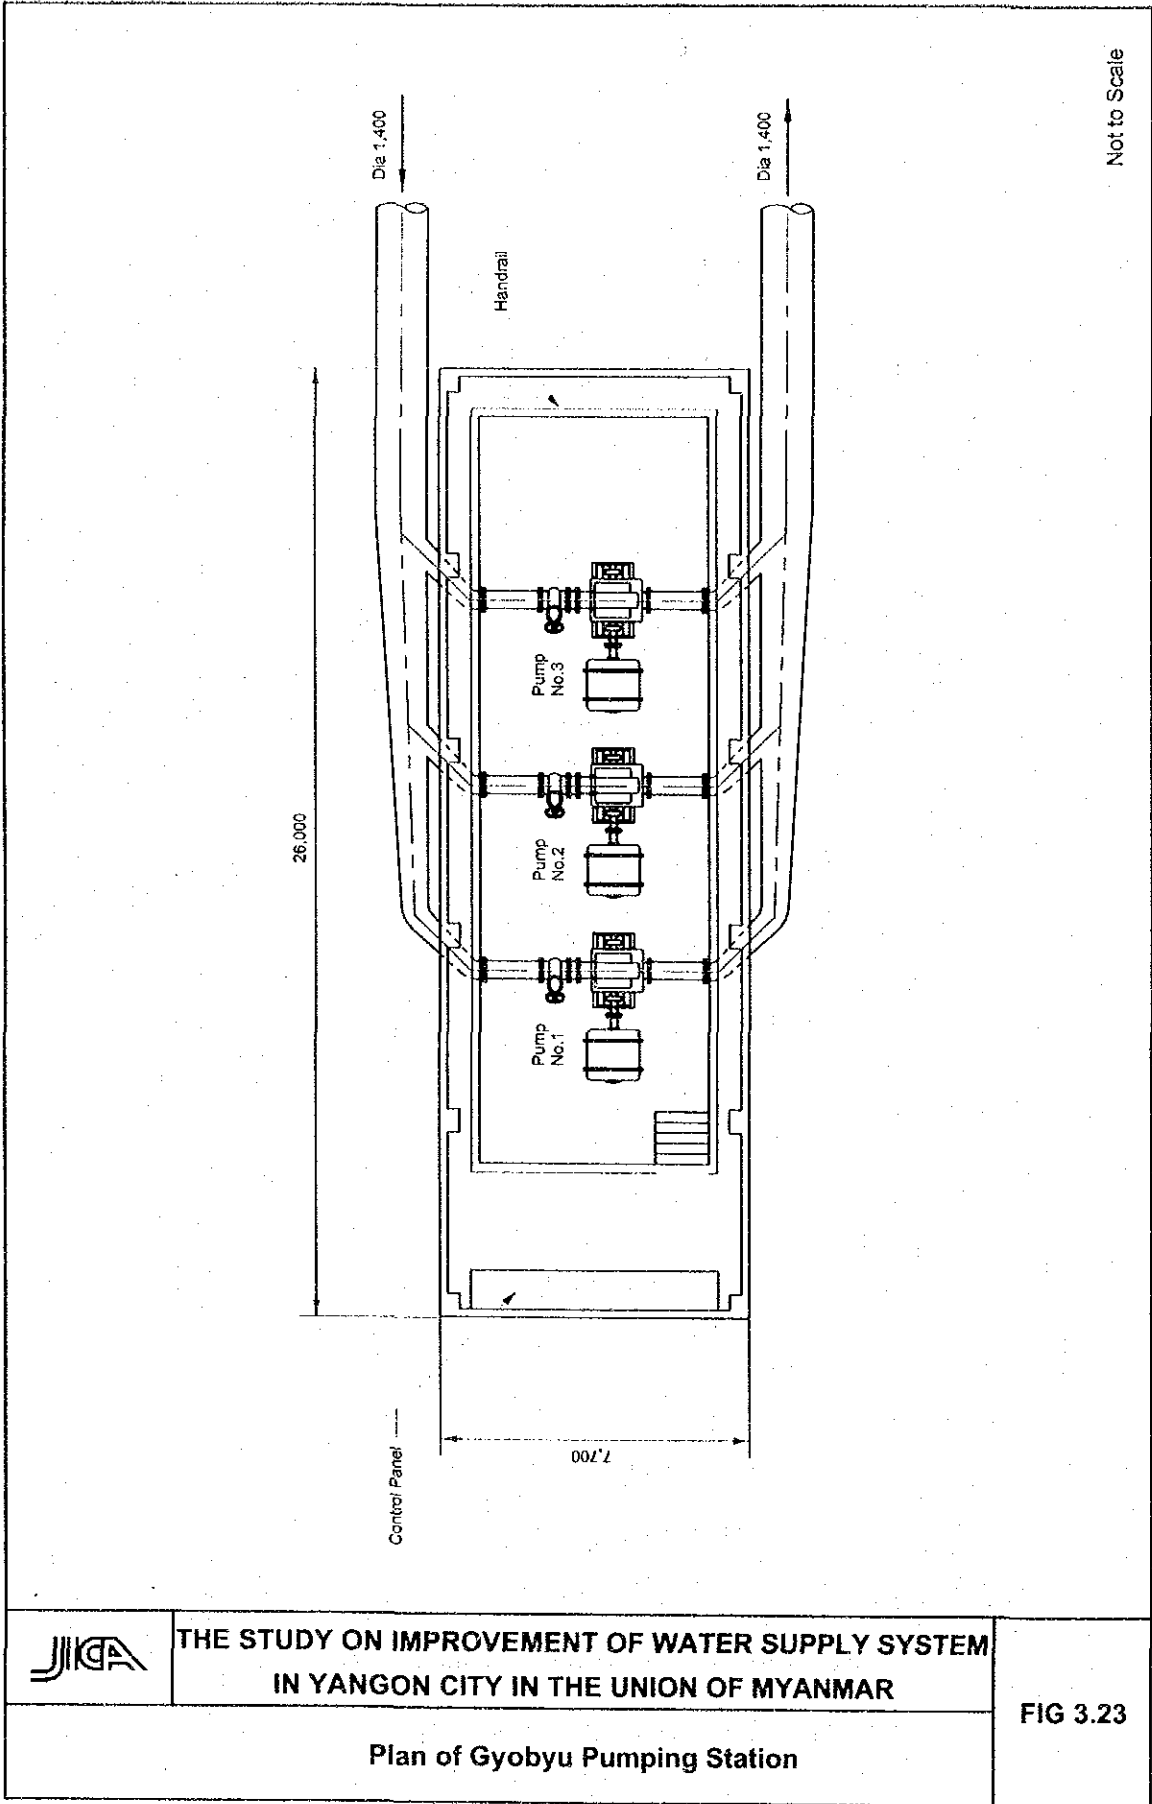 Not to Scale
Dia 1,400
Dia 1,400
Handrail
26,000
Pump
No.3
Pump
No.2
Pump
No.1
Control Panel
7,700
JICA
THE STUDY ON IMPROVEMENT OF WATER SUPPLY SYSTEM
IN YANGON CITY IN THE UNION OF MYANMAR
FIG 3.23
Plan of Gyobyu Pumping Station